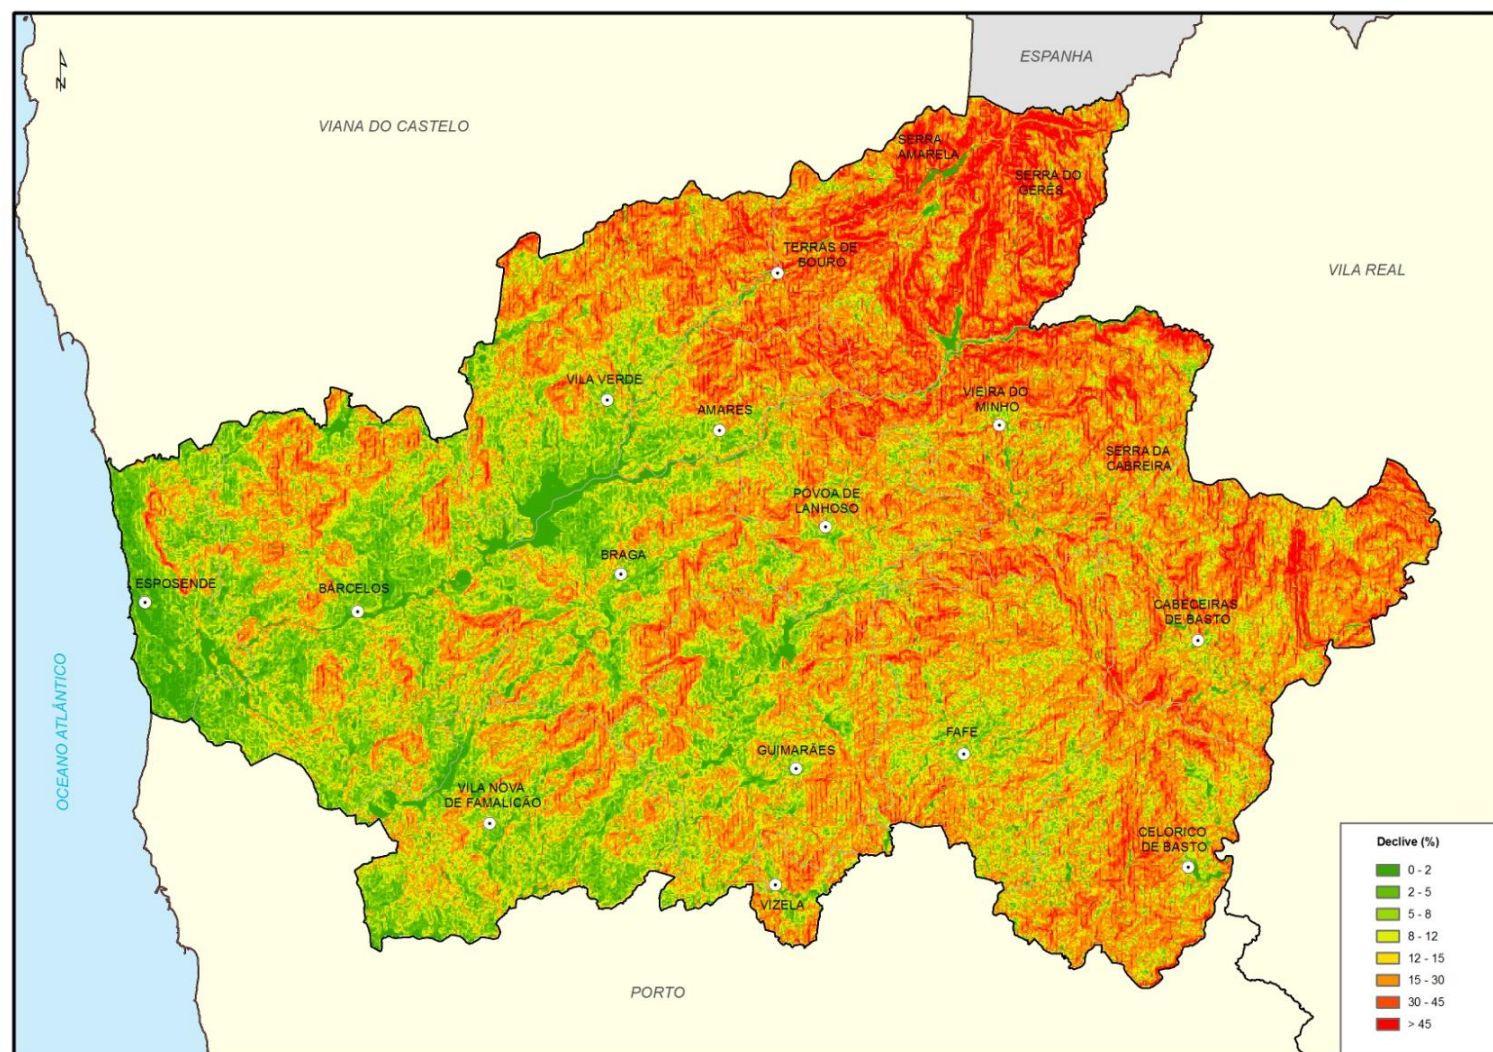 ESPANHA
N
VIANA DO CASTELO
SERRA
AMARELA
SERRA DO
GERÊS
TERRAS DE
BOURO
VILA REAL
VILA VERDE
VIEIRA DO
MINHO
AMARES
SERRA DA
CABREIRA
PÓVOA DE
LANHOSO
BRAGA
ESPOSENDE
BARCELOS
CABECEIRAS
DE BASTO
OCEANO ATLÂNTICO
FAFE
GUIMARÃES
VILA NOVA
DE FAMALICÃO
CELORICO
DE BASTO
VIZELA
PORTO
Declive (%)
0 - 2
2 - 5
5 - 8
8 - 12
12 - 15
15 - 30
30 - 45
> 45